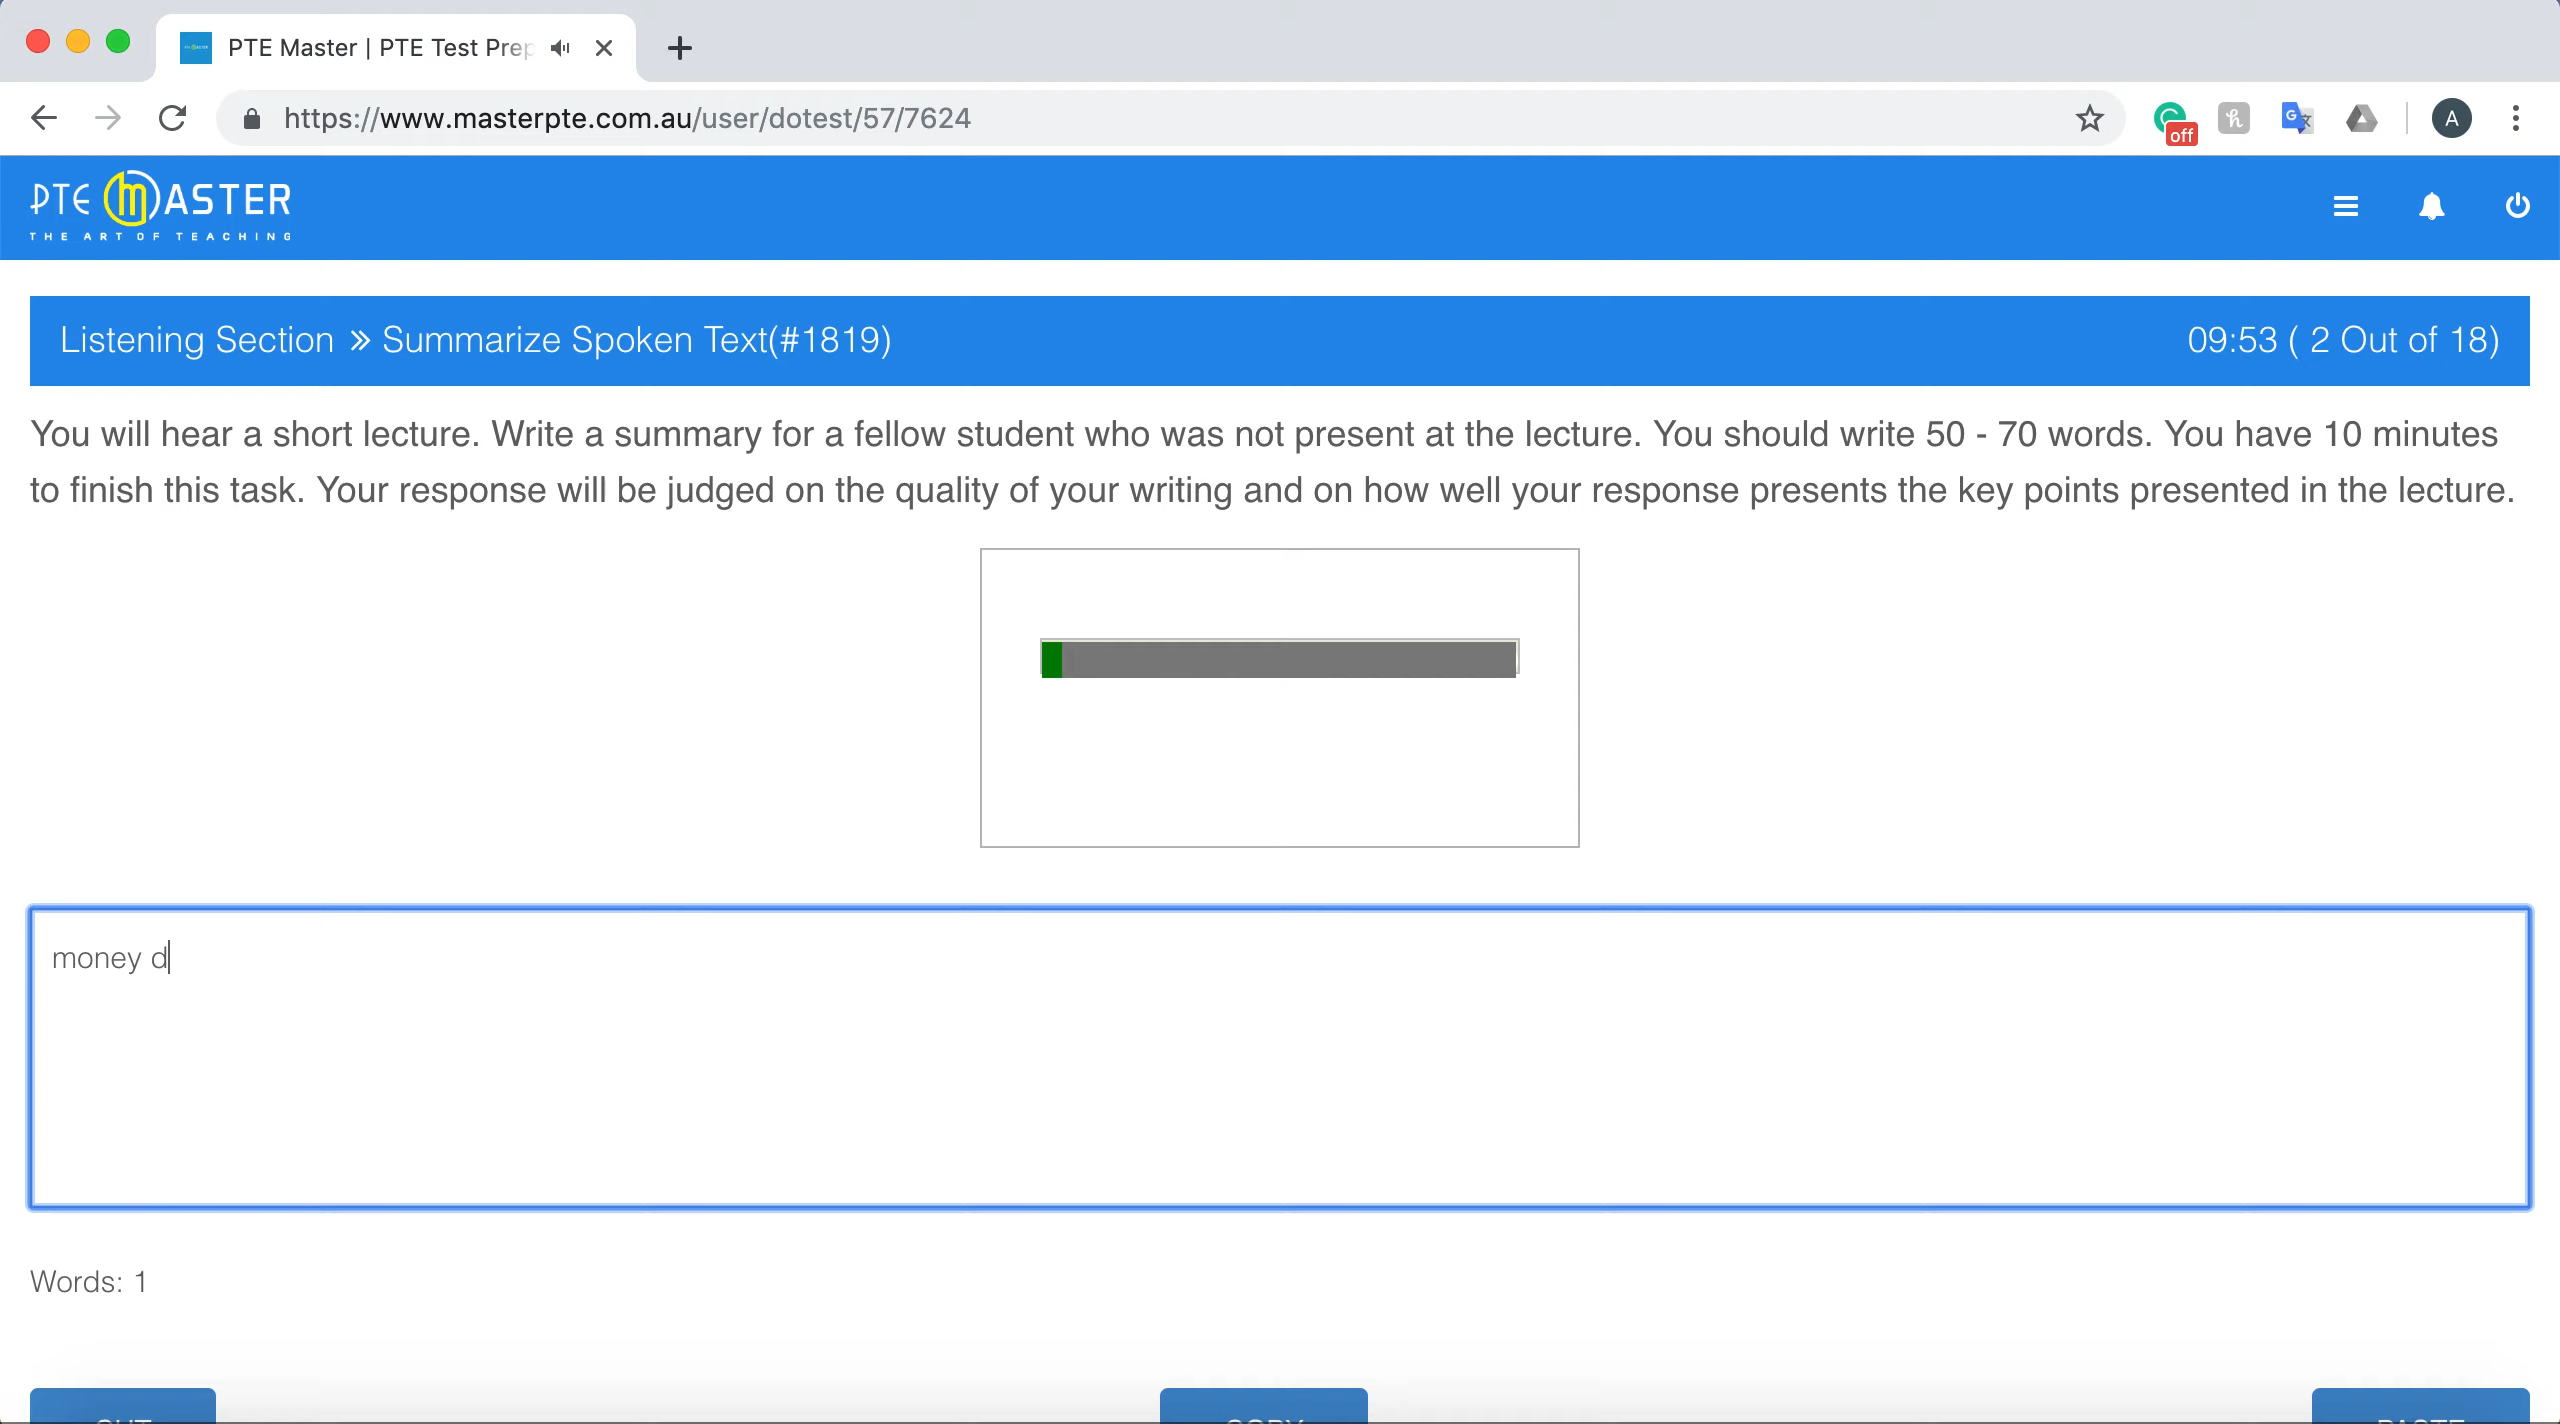 PTE Master | PTE Test Prep
https://www.masterpte.com.au/user/dotest/57/7624
off
A
PTE MASTER
THE ART OF TEACHING
Listening Section » Summarize Spoken Text(#1819)
09:53 ( 2 Out of 18)
You will hear a short lecture. Write a summary for a fellow student who was not present at the lecture. You should write 50 - 70 words. You have 10 minutes
to finish this task. Your response will be judged on the quality of your writing and on how well your response presents the key points presented in the lecture.
money d
Words: 1
CUT
COPY
PASTE